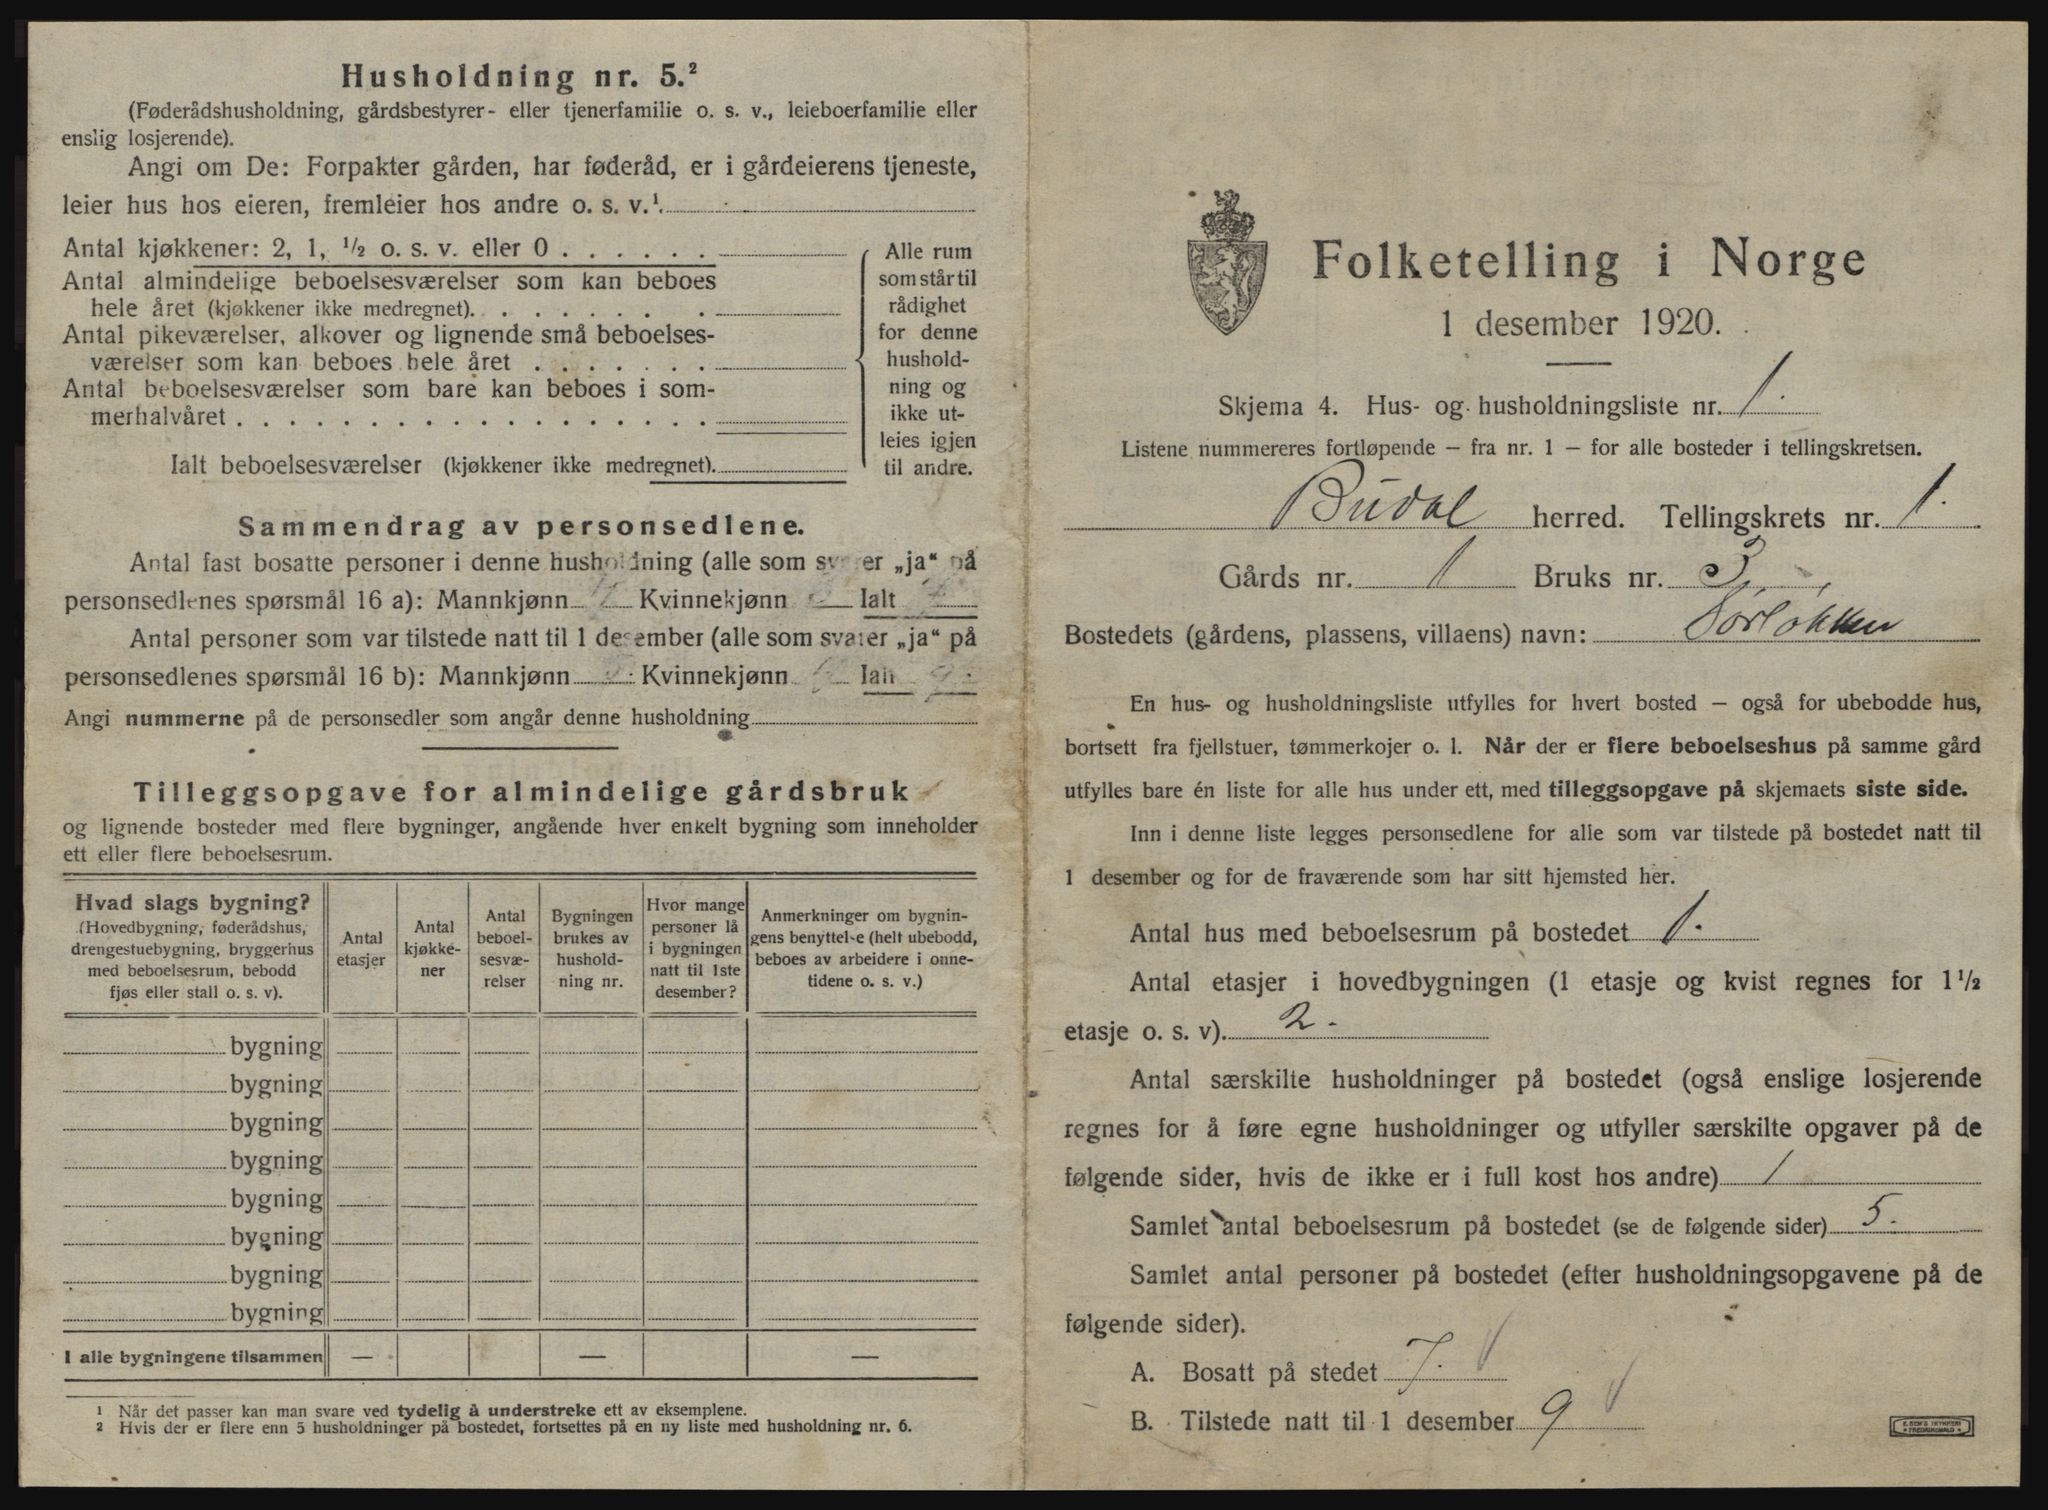 Husholdning nr. 5.²
(Føderådshusholdning, gårdsbestyrer- eller tjenerfamilie o. s. v., leieboerfamilie eller
enslig losjerende).
Angi om De: Forpakter gården, har føderåd, er i gårdeierens tjeneste,
leier hus hos eieren, fremleier hos andre o. s. v.¹
Antal kjøkkener: 2, 1, ½ o. s. v. eller 0 . . . . . .
Antal almindelige beboelsesværelser som kan beboes
hele året (kjøkkener ikke medregnet). . . . . . . .
Antal pikeværelser, alkover og lignende små beboelses-
værelser som kan beboes hele året . . . . . . .
Antal beboelsesværelser som bare kan beboes i som-
merhalvåret . . . . . . . . . . . . . . . . . .
Ialt beboelsesværelser (kjøkkener ikke medregnet).
Alle rum
som står til
rådighet
for denne
hushold-
ning og
ikke ut-
leies igjen
til andre.
Sammendrag av personsedlene.
Antal fast bosatte personer i denne husholdning (alle som svarer „ja“ på
personsedlenes spørsmål 16 a): Mannkjønn Kvinnekjønn Ialt 7
Antal personer som var tilstede natt til 1 desember (alle som svarer „ja“ på
personsedlenes spørsmål 16 b): Mannkjønn Kvinnekjønn Ialt 9.
Angi nummerne på de personsedler som angår denne husholdning
Tilleggsopgave for almindelige gårdsbruk
og lignende bosteder med flere bygninger, angående hver enkelt bygning som inneholder
ett eller flere beboelsesrum.
Hvad slags bygning?
(Hovedbygning, føderådshus,
drengestuebygning, bryggerhus
med beboelsesrum, bebodd
fjøs eller stall o. s. v).
Antal
etasjer
Antal
kjøkke-
ner
Antal
beboel-
sesvæ-
relser
Bygningen
brukes av
hushold-
ning nr.
Hvor mange
personer lå
i bygningen
natt til 1ste
desember?
Anmerkninger om bygnin-
gens benyttelse (helt ubebodd,
beboes av arbeidere i onne-
tidene o. s. v.)
bygning
bygning
bygning
bygning
bygning
bygning
bygning
bygning
I alle bygningene tilsammen — — —
¹ Når det passer kan man svare ved tydelig å understreke ett av eksemplene.
² Hvis der er flere enn 5 husholdninger på bostedet, fortsettes på en ny liste med husholdning nr. 6.
Folketelling i Norge
1 desember 1920.
Skjema 4. Hus- og husholdningsliste nr. 1.
Listene nummereres fortløpende – fra nr. 1 – for alle bosteder i tellingskretsen.
Budal herred. Tellingskrets nr. 1.
Gårds nr. 1 Bruks nr. 3.
Bostedets (gårdens, plassens, villaens) navn: Sørløkken
En hus- og husholdningsliste utfylles for hvert bosted – også for ubebodde hus,
bortsett fra fjellstuer, tømmerkojer o. l. Når der er flere beboelseshus på samme gård
utfylles bare én liste for alle hus under ett, med tilleggsopgave på skjemaets siste side.
Inn i denne liste legges personsedlene for alle som var tilstede på bostedet natt til
1 desember og for de fraværende som har sitt hjemsted her.
Antal hus med beboelsesrum på bostedet 1.
Antal etasjer i hovedbygningen (1 etasje og kvist regnes for 1½
etasje o. s. v). 2.
Antal særskilte husholdninger på bostedet (også enslige losjerende
regnes for å føre egne husholdninger og utfyller særskilte opgaver på de
følgende sider, hvis de ikke er i full kost hos andre) 1
Samlet antal beboelsesrum på bostedet (se de følgende sider) 5.
Samlet antal personer på bostedet (efter husholdningsopgavene på de
følgende sider).
A. Bosatt på stedet 7.
B. Tilstede natt til 1 desember 9